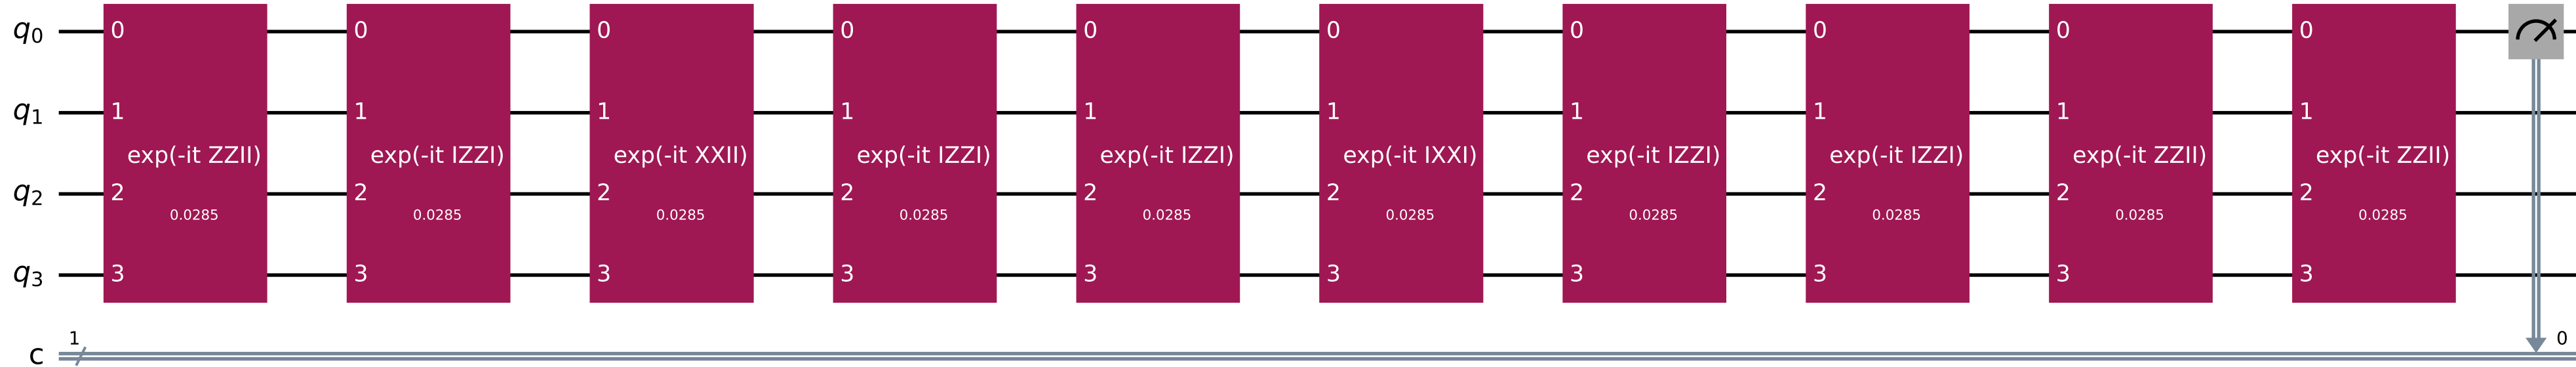 q0 0 0 0 0 0 0 0 0 0 0
q1 1 1 1 1 1 1 1 1 1 1
exp(-it ZZII) exp(-it IZZI) exp(-it XXII) exp(-it IZZI) exp(-it IZZI) exp(-it IXXI) exp(-it IZZI) exp(-it IZZI) exp(-it ZZII) exp(-it ZZII)
q2 2 2 2 2 2 2 2 2 2 2
0.0285 0.0285 0.0285 0.0285 0.0285 0.0285 0.0285 0.0285 0.0285 0.0285
q3 3 3 3 3 3 3 3 3 3 3
1 0
c